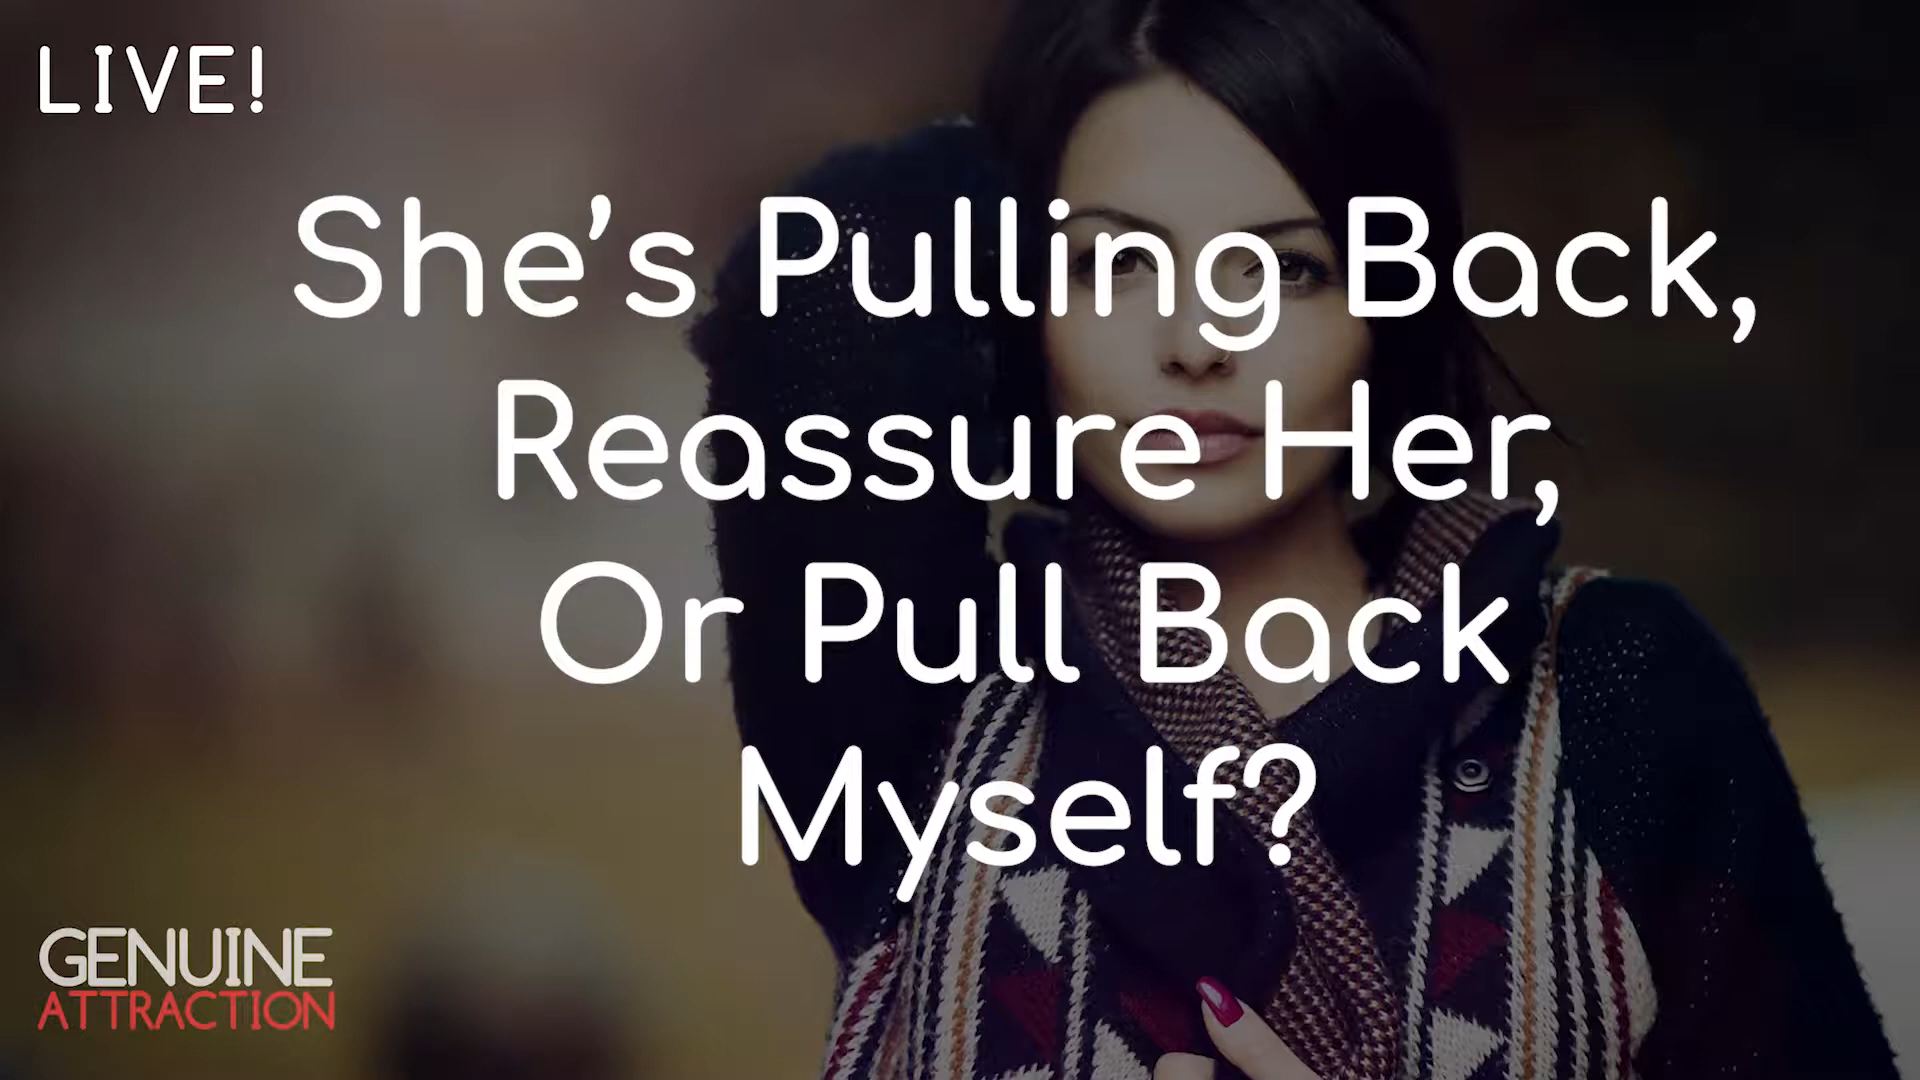 LIVE!
She's Pulling Back,
Reassure Her,
Or Pull Back
Myself?
GENUINE
ATTRACTION